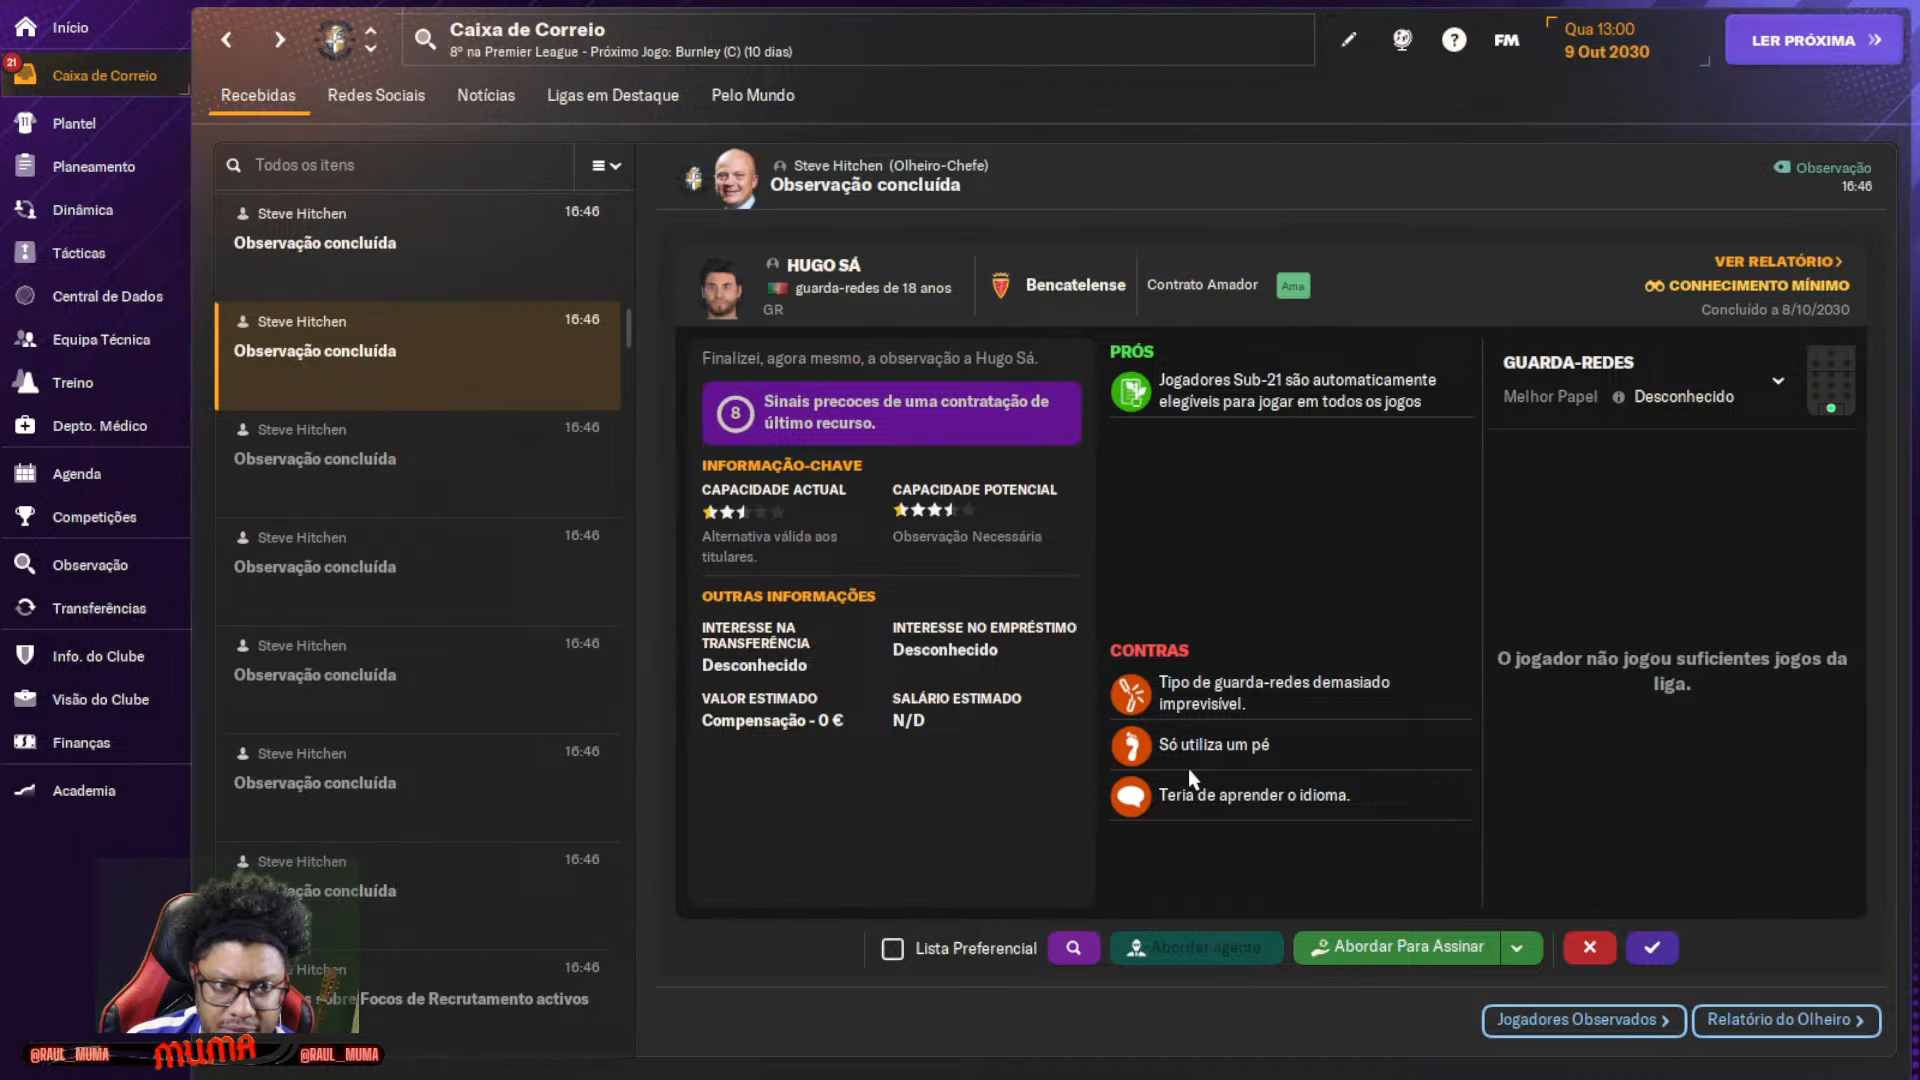 Início
21
Caixa de Correio
Plantel
Planeamento
Dinâmica
Tácticas
Central de Dados
Equipa Técnica
Treino
Depto. Médico
Agenda
Competições
Observação
Transferências
Info. do Clube
Visão do Clube
Finanças
Academia
Caixa de Correio
8º na Premier League - Próximo Jogo: Burnley (C) (10 dias)
?
FM
Qua 13:00
9 Out 2030
LER PRÓXIMA
Recebidas
Redes Sociais
Notícias
Ligas em Destaque
Pelo Mundo
Todos os itens
Steve Hitchen
16:46
Observação concluída
Steve Hitchen
16:46
Observação concluída
Steve Hitchen
16:46
Observação concluída
Steve Hitchen
16:46
Observação concluída
Steve Hitchen
16:46
Observação concluída
Steve Hitchen
16:46
Observação concluída
Steve Hitchen
16:46
ação concluída
Hitchen
16:46
sobre Focos de Recrutamento activos
Steve Hitchen (Olheiro-Chefe)
Observação concluída
Observação
16:46
HUGO SÁ
guarda-redes de 18 anos
GR
Bencatelense
Contrato Amador
Ama
VER RELATÓRIO >
CONHECIMENTO MÍNIMO
Concluído a 8/10/2030
Finalizei, agora mesmo, a observação a Hugo Sá.
8
Sinais precoces de uma contratação de
último recurso.
INFORMAÇÃO-CHAVE
CAPACIDADE ACTUAL
CAPACIDADE POTENCIAL
Alternativa válida aos
titulares.
Observação Necessária
OUTRAS INFORMAÇÕES
INTERESSE NA
TRANSFERÊNCIA
Desconhecido
INTERESSE NO EMPRÉSTIMO
Desconhecido
VALOR ESTIMADO
Compensação - 0 €
SALÁRIO ESTIMADO
N/D
PRÓS
Jogadores Sub-21 são automaticamente
elegíveis para jogar em todos os jogos
CONTRAS
Tipo de guarda-redes demasiado
imprevisível.
Só utiliza um pé
Teria de aprender o idioma.
GUARDA-REDES
Melhor Papel
Desconhecido
O jogador não jogou suficientes jogos da
liga.
Lista Preferencial
Abordar agente
Abordar Para Assinar
Jogadores Observados >
Relatório do Olheiro >
@RAUL_MUMA
MUMA
@RAUL_MUMA